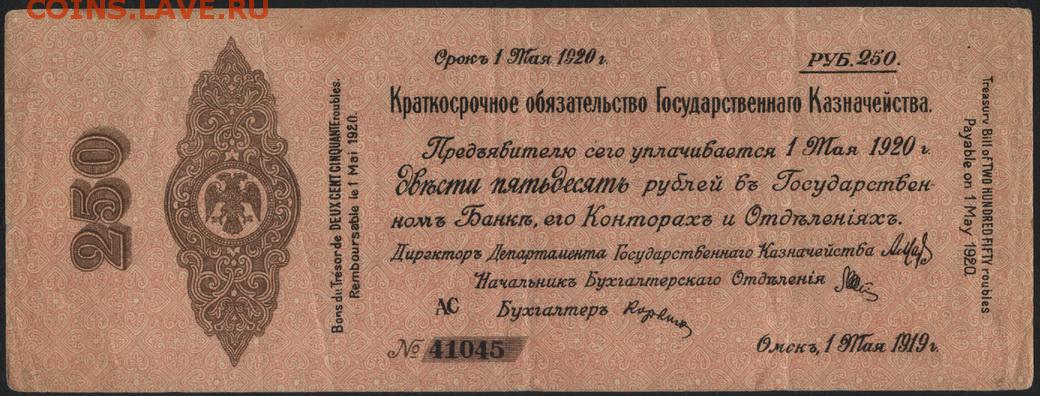 COINS.LAVE.RU
250
Bons du Trésor de DEUX CENT CINQUANTE roubles.
Remboursable le 1 Mai 1920.
Срокъ 1 Мая 1920 г.
РУБ. 250.
Краткосрочное обязательство Государственнаго Казначейства.
Предъявителю сего уплачивается 1 Мая 1920 г.
двѣсти пятьдесятъ рублей въ Государствен-
номъ Банкѣ, его Конторахъ и Отдѣленіяхъ.
Директоръ Департамента Государственнаго Казначейства
Начальникъ Бухгалтерскаго Отдѣленія
АС
Бухгалтеръ
№ 41045
Омскъ, 1 Мая 1919 г.
Treasury Bill of TWO HUNDRED FIFTY roubles
Payable on 1 May 1920.